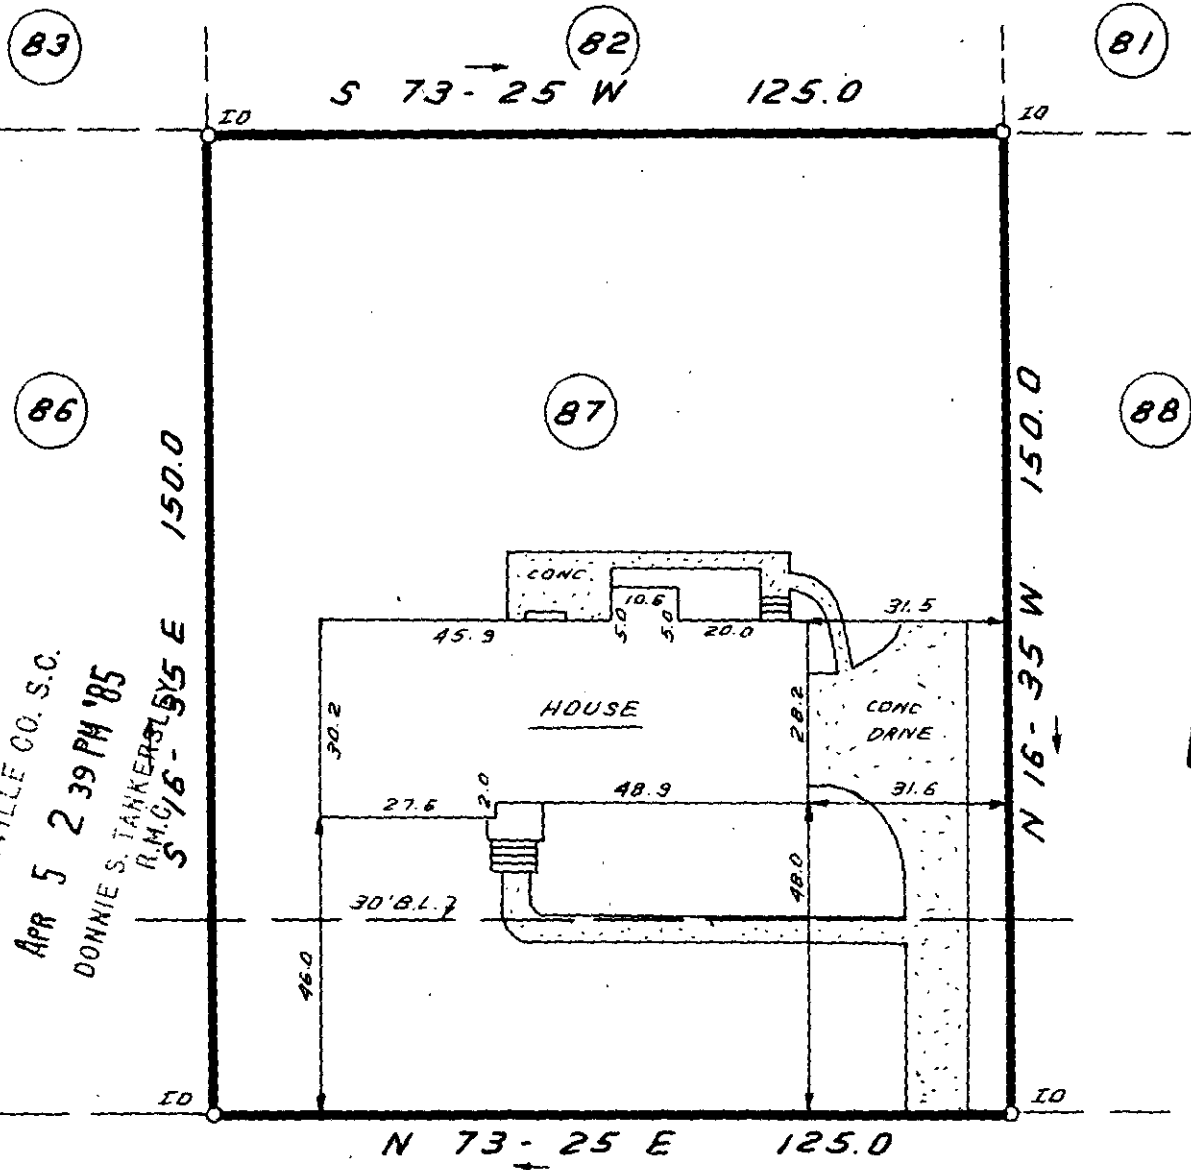 83
82
81
S 73-25 W 125.0
IO
IO
86
87
88
S 16-35 E 150.0
N 16-35 W 150.0
CONC.
10.6
5.0
5.0
45.9
20.0
31.5
30.2
HOUSE
28.2
CONC
DRIVE
27.6
2.0
48.9
31.6
30' B.L.
46.0
48.0
VILLE CO. S.C.
APR 5 2 39 PM '85
DONNIE S. TANKERSLEY
R.M.C.
IO
IO
N 73-25 E 125.0